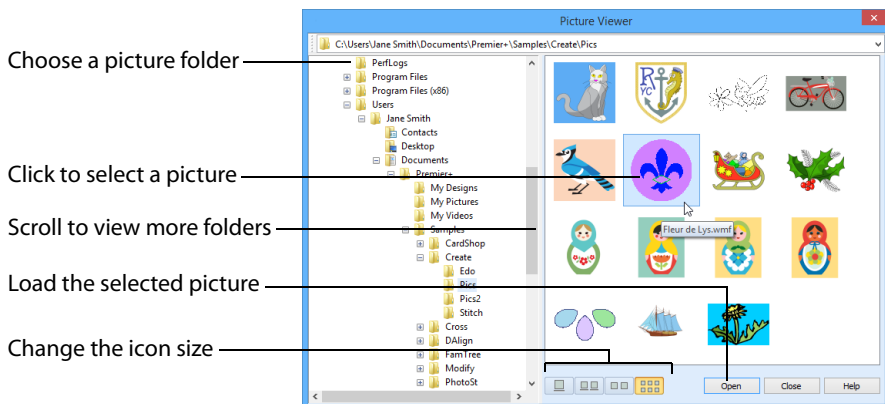 Picture Viewer
C:\Users\Jane Smith\Documents\Premier+\Samples\Create\Pics
Choose a picture folder
PerfLogs
Program Files
Program Files (x86)
Users
Jane Smith
Contacts
Desktop
Documents
Click to select a picture
Premier+
My Designs
My Pictures
My Videos
Scroll to view more folders
Samples
CardShop
Create
Edo
Load the selected picture
Pics
Pics2
Stitch
Cross
Change the icon size
DAlign
FamTree
Modify
PhotoSt
R
YC
Fleur de Lys.wmf
Open
Close
Help